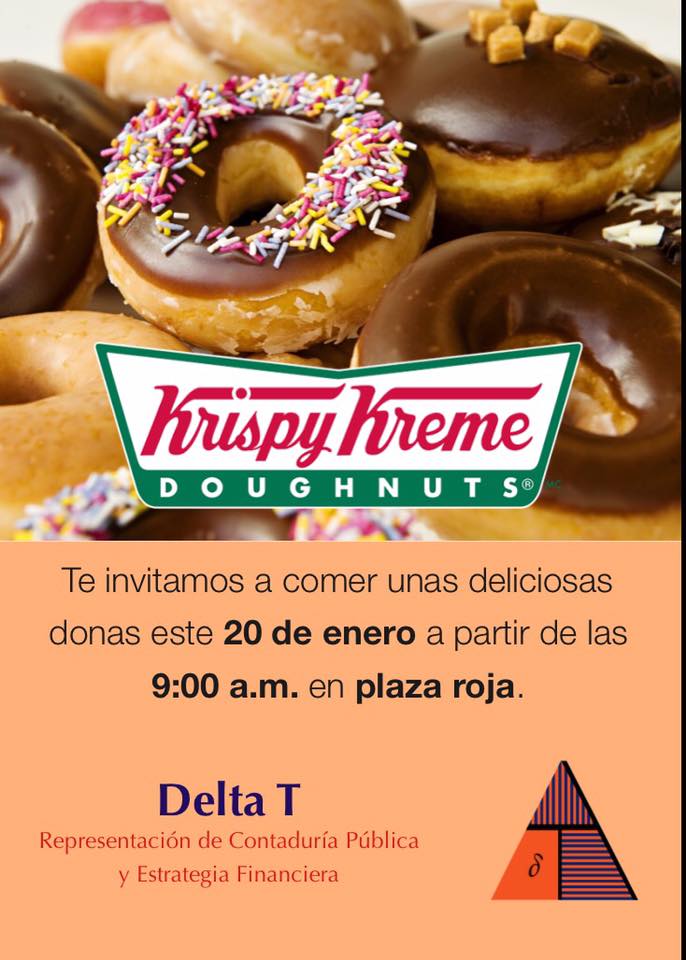 Krispy Kreme
DOUGHNUTS® MC
Te invitamos a comer unas deliciosas
donas este 20 de enero a partir de las
9:00 a.m. en plaza roja.
Delta T
Representación de Contaduría Pública
y Estrategia Financiera
δ